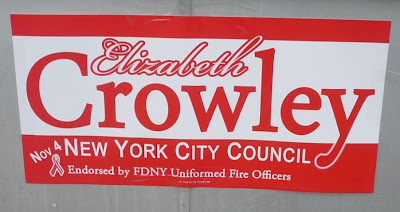 Elizabeth
Crowley
Nov 4 NEW YORK CITY COUNCIL
Endorsed by FDNY Uniformed Fire Officers